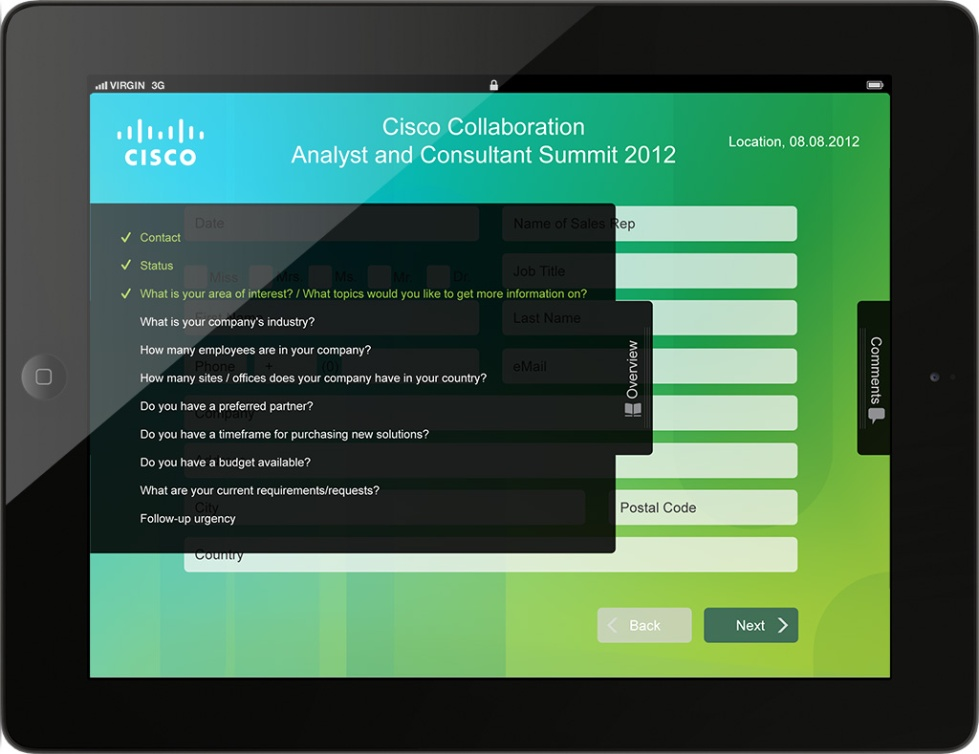 VIRGIN 3G
CISCO
Cisco Collaboration
Analyst and Consultant Summit 2012
Location, 08.08.2012
Date
Name of Sales Rep
Contact
Status
Miss
Mrs.
Ms.
Mr
Dr
Job Title
What is your area of interest? / What topics would you like to get more information on?
What is your company's industry?
First Name
Last Name
How many employees are in your company?
Phone
+
(0)
eMail
How many sites / offices does your company have in your country?
Do you have a preferred partner?
Company
Do you have a timeframe for purchasing new solutions?
Do you have a budget available?
What are your current requirements/requests?
City
Postal Code
Follow-up urgency
Country
Overview
Comments
Back
Next